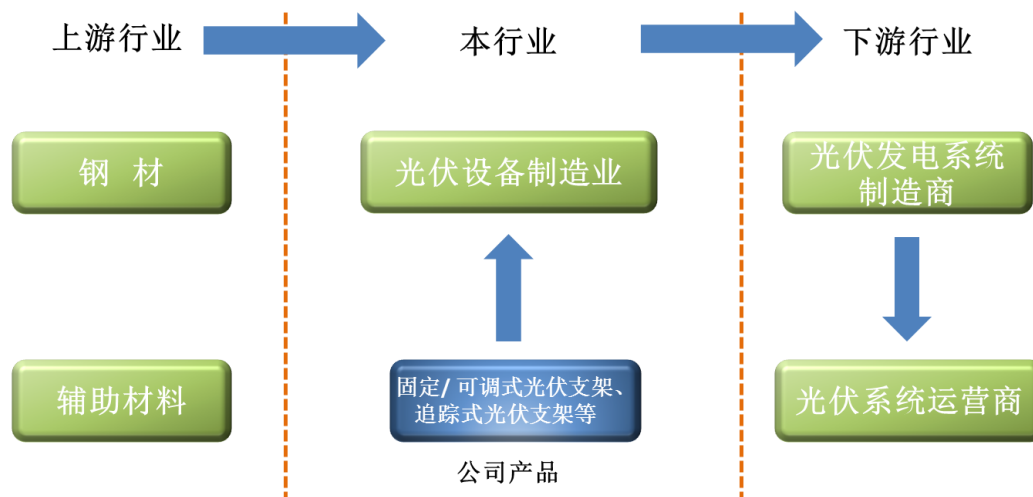 上游行业
本行业
下游行业
钢 材
光伏设备制造业
光伏发电系统
制造商
辅助材料
固定/可调式光伏支架、
追踪式光伏支架等
光伏系统运营商
公司产品